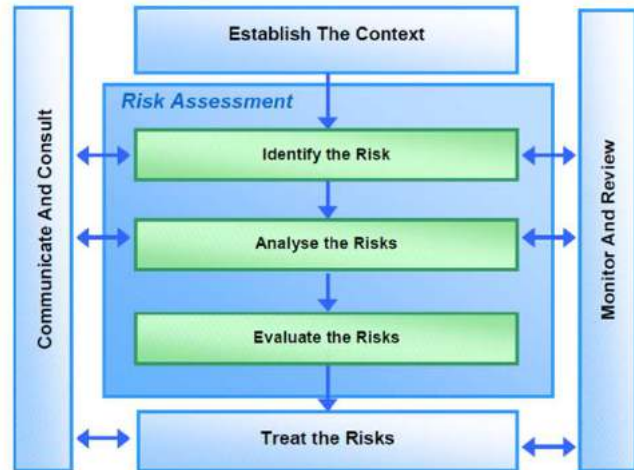 Establish The Context
Risk Assessment
Identify the Risk
Analyse the Risks
Evaluate the Risks
Treat the Risks
Communicate And Consult
Monitor And Review